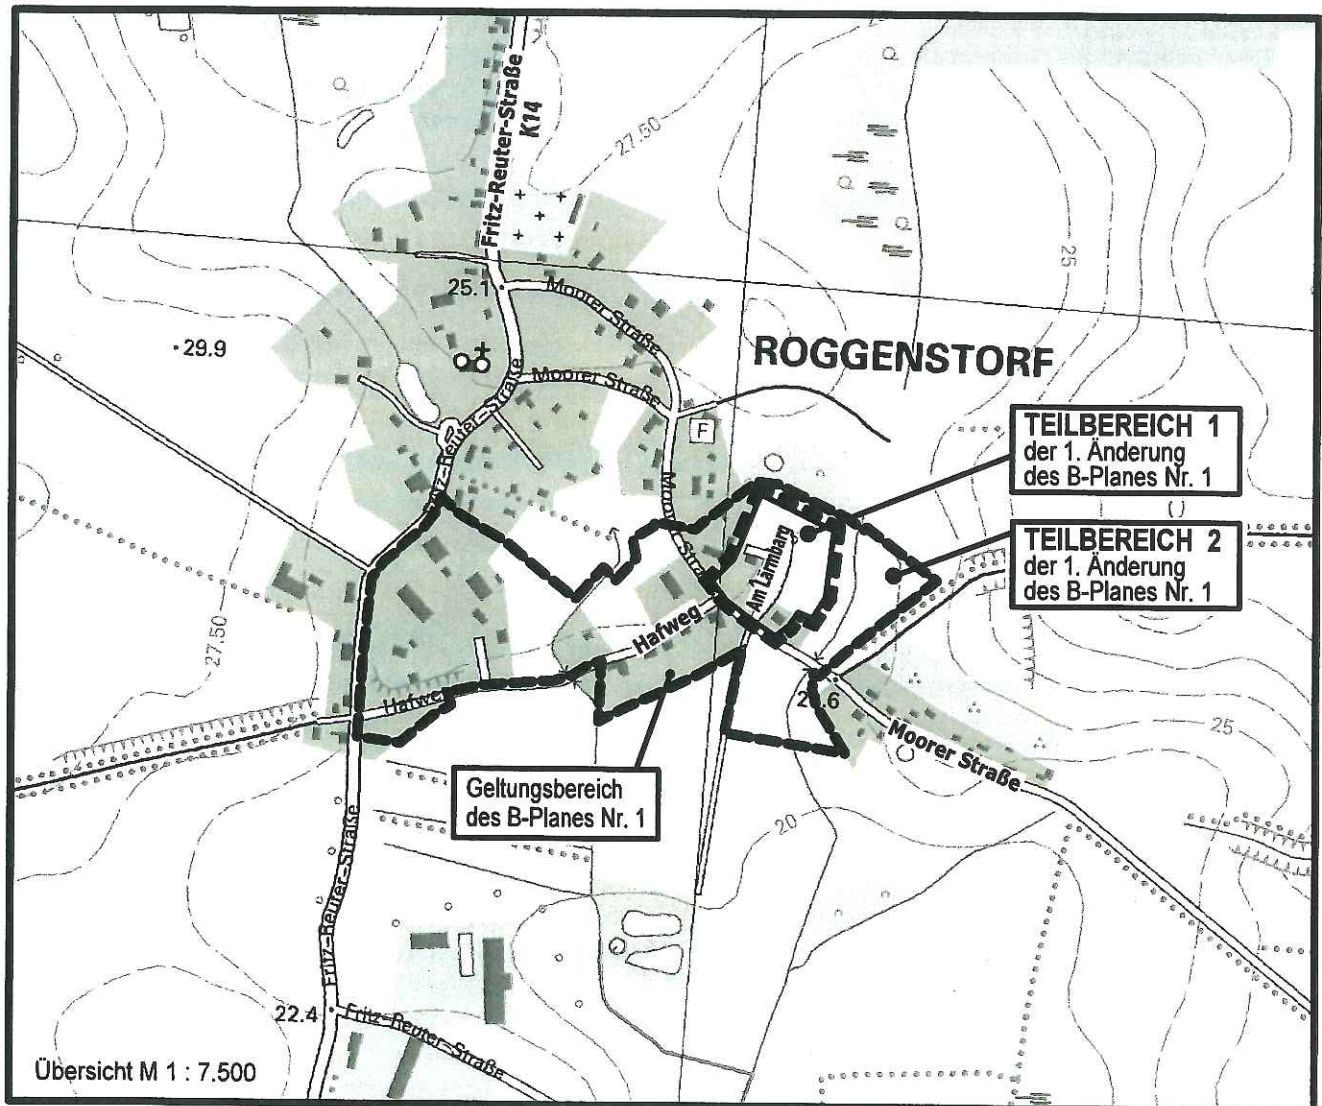 Fritz-Reuter-Straße
K14
27.50
25
25.1
Moorer Straße
29.9
ROGGENSTORF
Moorer Straße
Fritz-Reuter-Straße
F
TEILBEREICH 1
der 1. Änderung
des B-Planes Nr. 1
TEILBEREICH 2
der 1. Änderung
des B-Planes Nr. 1
Am Lärmbarg
Hafweg
27.50
Hafweg
Moorer Straße
25
Geltungsbereich
des B-Planes Nr. 1
20
Fritz-Reuter-Straße
22.4
Fritz-Reuter-Straße
Übersicht M 1 : 7.500